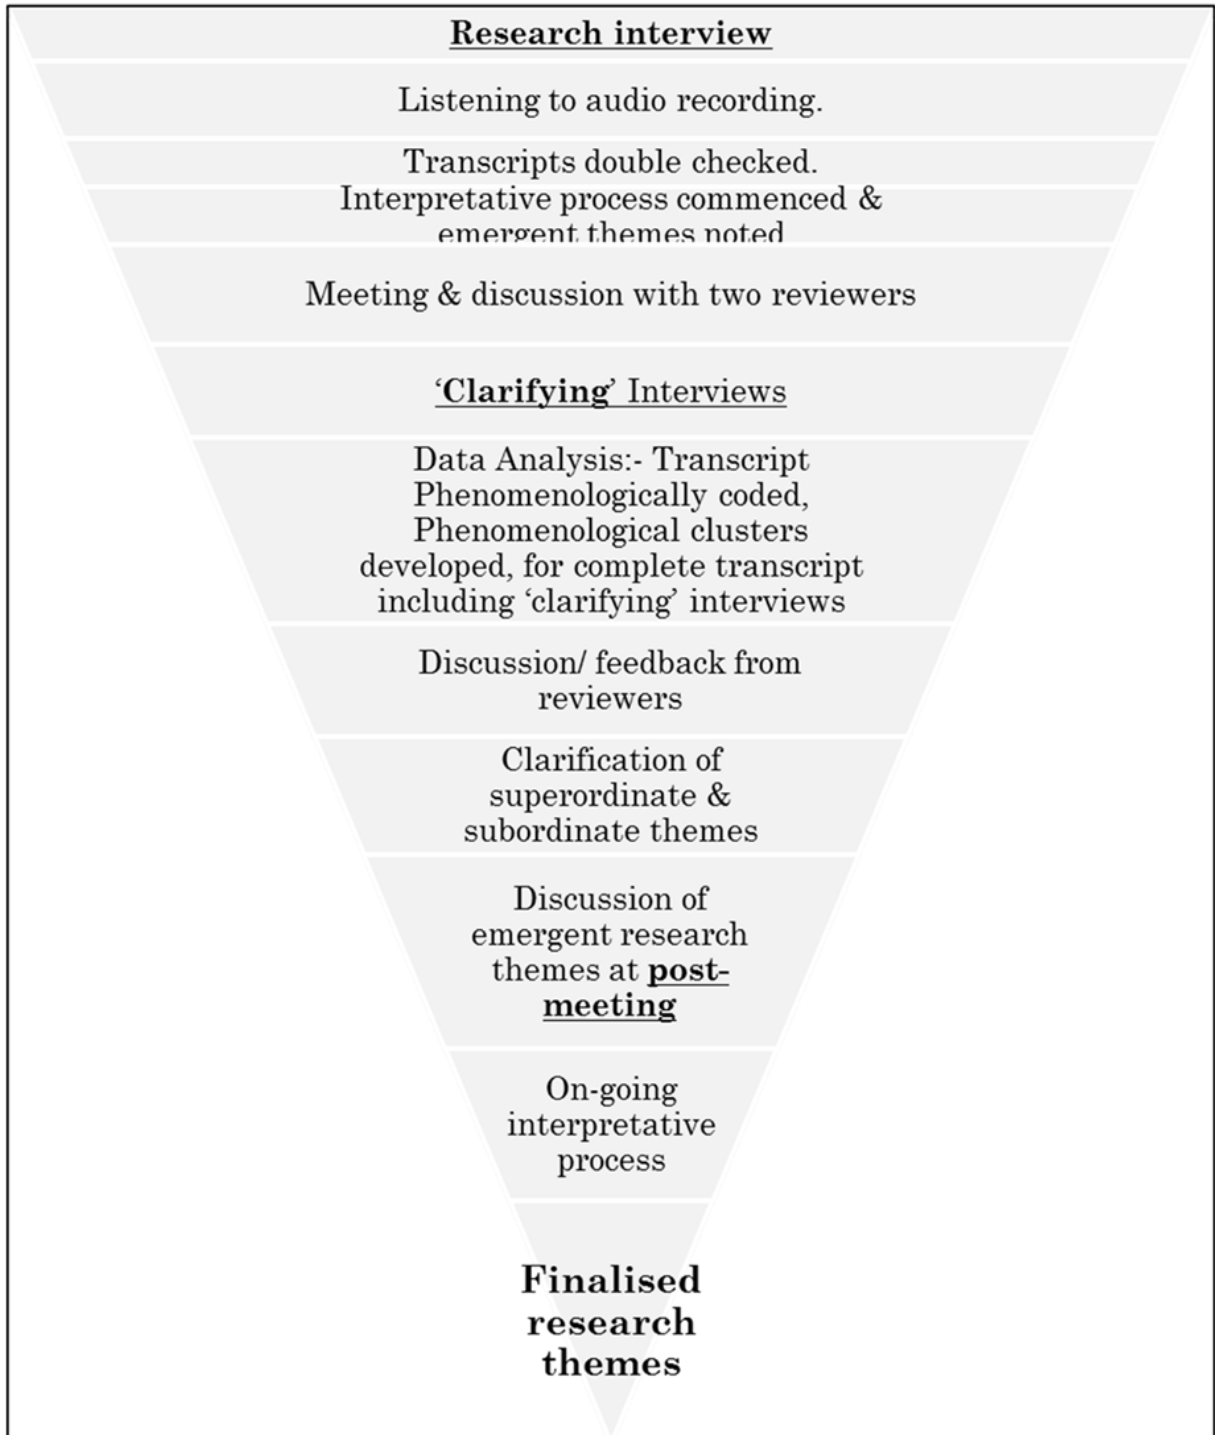 Research interview
Listening to audio recording.
Transcripts double checked.
Interpretative process commenced &
emergent themes noted
Meeting & discussion with two reviewers
‘Clarifying’ Interviews
Data Analysis:- Transcript
Phenomenologically coded,
Phenomenological clusters
developed, for complete transcript
including ‘clarifying’ interviews
Discussion/ feedback from
reviewers
Clarification of
superordinate &
subordinate themes
Discussion of
emergent research
themes at post-
meeting
On-going
interpretative
process
Finalised
research
themes